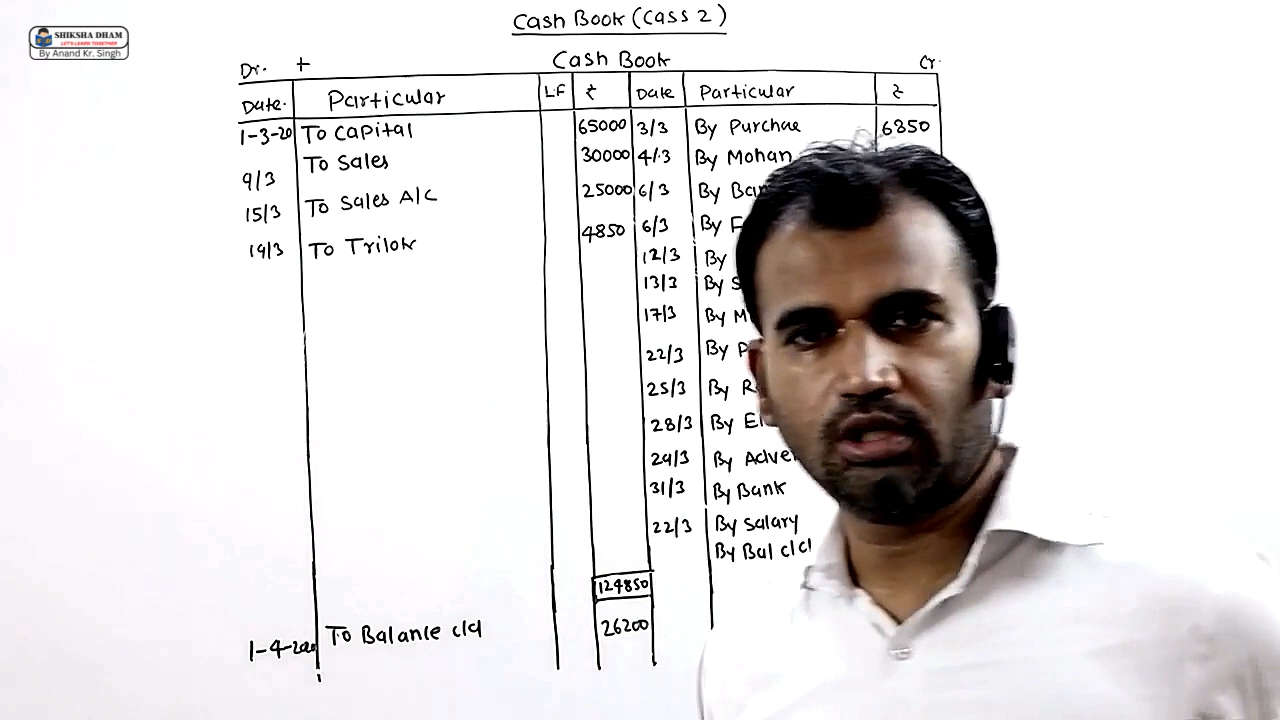 SHIKSHA DHAM
LET'S LEARN TOGETHER
By Anand Kr. Singh
Cash Book (Cass 2)
Cash Book
Dr. + Cr.
Date. Particular L.F ₹ Date Particular ₹
1-3-20 To Capital 65000 3/3 By Purchae 6850
9/3 To Sales 30000 4/3 By Mohan
15/3 To Sales A/C 25000 6/3 By
19/3 To Trilok 4850 6/3 By
12/3 By
13/3 By
17/3 By
22/3 By
25/3 By
28/3 By
29/3 By Adve
31/3 By Bank
22/3 By Salary
By Bal c/d
124850
1-4-20 To Balance c/d 26200